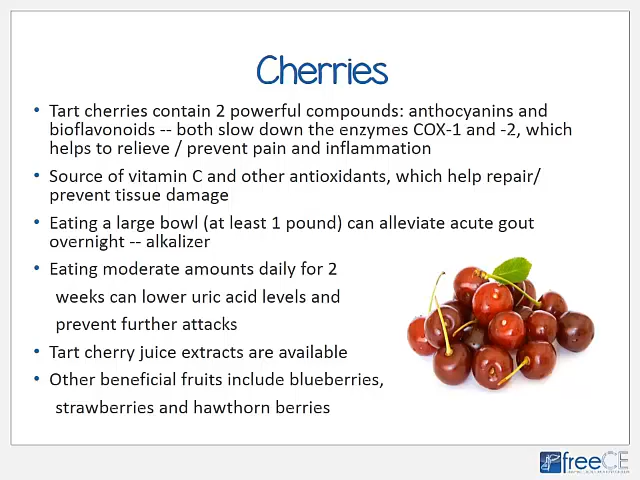 Cherries
• Tart cherries contain 2 powerful compounds: anthocyanins and
bioflavonoids -- both slow down the enzymes COX-1 and -2, which
helps to relieve / prevent pain and inflammation
• Source of vitamin C and other antioxidants, which help repair/
prevent tissue damage
• Eating a large bowl (at least 1 pound) can alleviate acute gout
overnight -- alkalizer
• Eating moderate amounts daily for 2
weeks can lower uric acid levels and
prevent further attacks
• Tart cherry juice extracts are available
• Other beneficial fruits include blueberries,
strawberries and hawthorn berries
freeCE